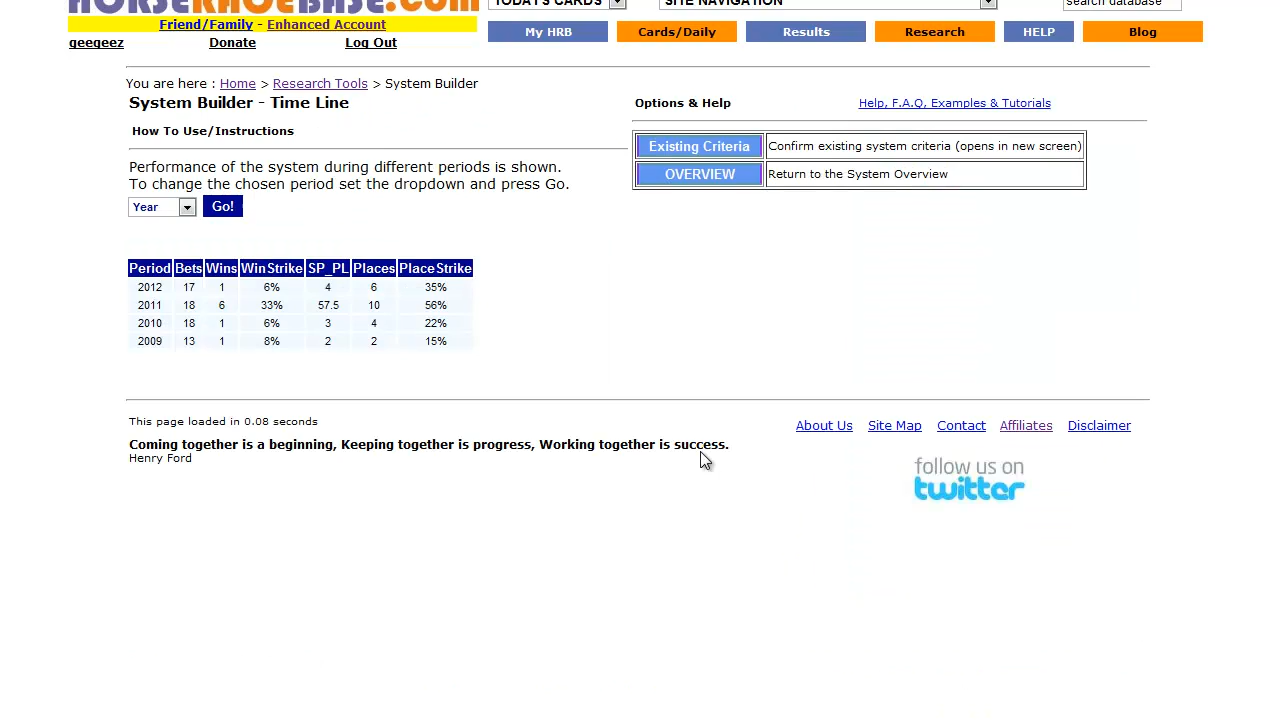 HORSERACEBASE.com
TODAY'S CARDS
SITE NAVIGATION
search database
Friend/Family - Enhanced Account
geegeez Donate Log Out
My HRB Cards/Daily Results Research HELP Blog
You are here : Home > Research Tools > System Builder
System Builder - Time Line
Options & Help
Help, F.A.Q, Examples & Tutorials
How To Use/Instructions
Existing Criteria Confirm existing system criteria (opens in new screen)
OVERVIEW Return to the System Overview
Performance of the system during different periods is shown.
To change the chosen period set the dropdown and press Go.
Year Go!
Period Bets Wins WinStrike SP_PL Places PlaceStrike
2012 17 1 6% 4 6 35%
2011 18 6 33% 57.5 10 56%
2010 18 1 6% 3 4 22%
2009 13 1 8% 2 2 15%
This page loaded in 0.08 seconds
About Us Site Map Contact Affiliates Disclaimer
Coming together is a beginning, Keeping together is progress, Working together is success.
Henry Ford
follow us on
twitter